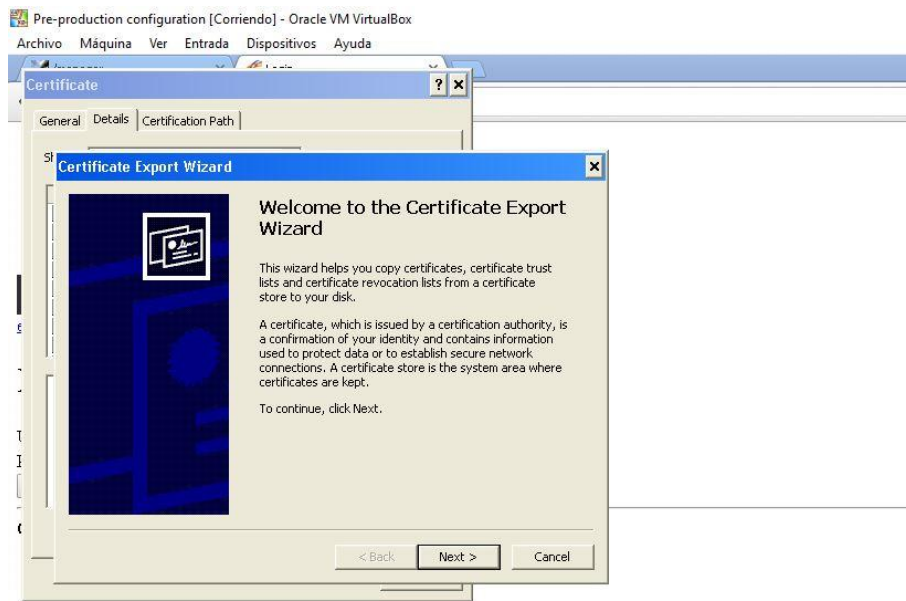 Pre-production configuration [Corriendo] - Oracle VM VirtualBox
Archivo Máquina Ver Entrada Dispositivos Ayuda
Certificate
General Details Certification Path
Certificate Export Wizard
Welcome to the Certificate Export
Wizard
This wizard helps you copy certificates, certificate trust
lists and certificate revocation lists from a certificate
store to your disk.
A certificate, which is issued by a certification authority, is
a confirmation of your identity and contains information
used to protect data or to establish secure network
connections. A certificate store is the system area where
certificates are kept.
To continue, click Next.
< Back Next > Cancel